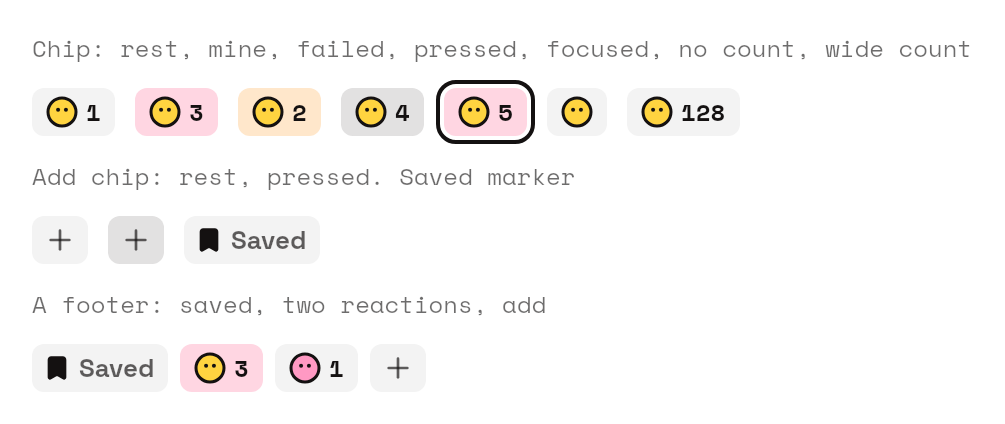 Chip: rest, mine, failed, pressed, focused, no count, wide count
1 3 2 4 5 128
Add chip: rest, pressed. Saved marker
Saved
A footer: saved, two reactions, add
Saved 3 1